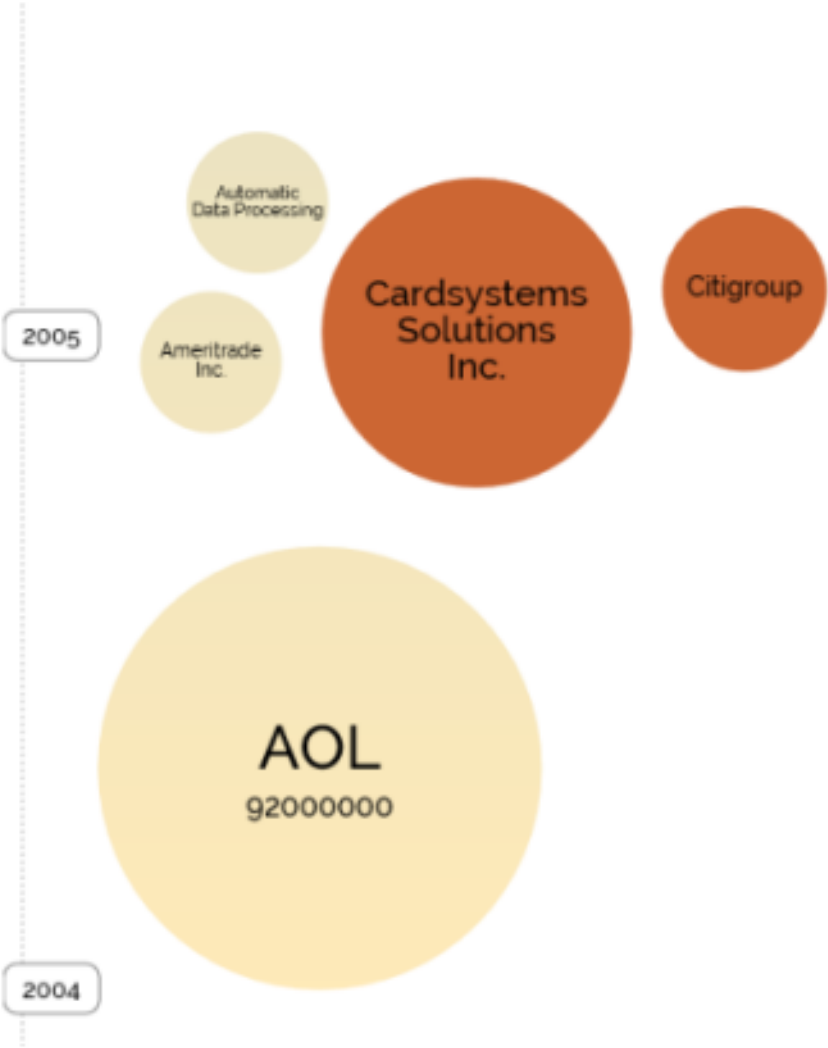 Automatic
Data Processing
Cardsystems
Solutions
Inc.
Citigroup
2005
Ameritrade
Inc.
AOL
92000000
2004